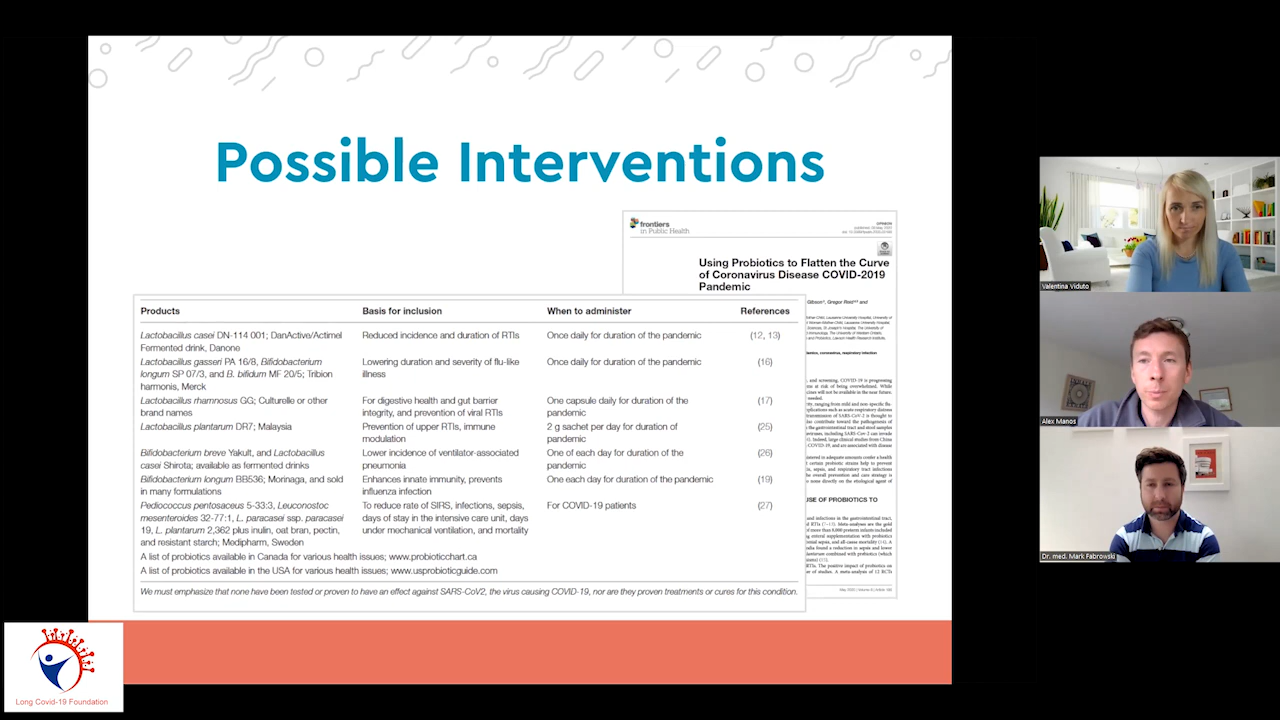 Possible Interventions
frontiers
in Public Health
OPINION
Using Probiotics to Flatten the Curve
of Coronavirus Disease COVID-2019
Pandemic
Products Basis for inclusion When to administer References
Lactobacillus casei DN-114 001; DanActive/Actimel Reduced incidence and duration of RTIs Once daily for duration of the pandemic (12, 13)
Fermented drink, Danone
Lactobacillus gasseri PA 16/8, Bifidobacterium Lowering duration and severity of flu-like Once daily for duration of the pandemic (16)
longum SP 07/3, and B. bifidum MF 20/5; Tribion illness
harmonis, Merck
Lactobacillus rhamnosus GG; Culturelle or other For digestive health and gut barrier One capsule daily for duration of the (17)
brand names integrity, and prevention of viral RTIs pandemic
Lactobacillus plantarum DR7; Malaysia Prevention of upper RTIs, immune 2 g sachet per day for duration of (25)
modulation pandemic
Bifidobacterium breve Yakult, and Lactobacillus Lower incidence of ventilator-associated One of each day for duration of the (26)
casei Shirota; available as fermented drinks pneumonia pandemic
Bifidobacterium longum BB536; Morinaga, and sold Enhances innate immunity, prevents One each day for duration of the pandemic (19)
in many formulations influenza infection
Pediococcus pentosaceus 5-33:3, Leuconostoc To reduce rate of SIRS, infections, sepsis, For COVID-19 patients (27)
mesenteroides 32-77:1, L. paracasei ssp. paracasei days of stay in the intensive care unit, days
19, L. plantarum 2,362 plus inulin, oat bran, pectin, under mechanical ventilation, and mortality
and resistant starch; Medipharm, Sweden
A list of probiotics available in Canada for various health issues; www.probioticchart.ca
A list of probiotics available in the USA for various health issues; www.usprobioticguide.com
We must emphasize that none have been tested or proven to have an effect against SARS-CoV2, the virus causing COVID-19, nor are they proven treatments or cures for this condition.
USE OF PROBIOTICS TO
Valentina Viduto
Alex Manos
Dr. med. Mark Fabrowski
Long Covid-19 Foundation